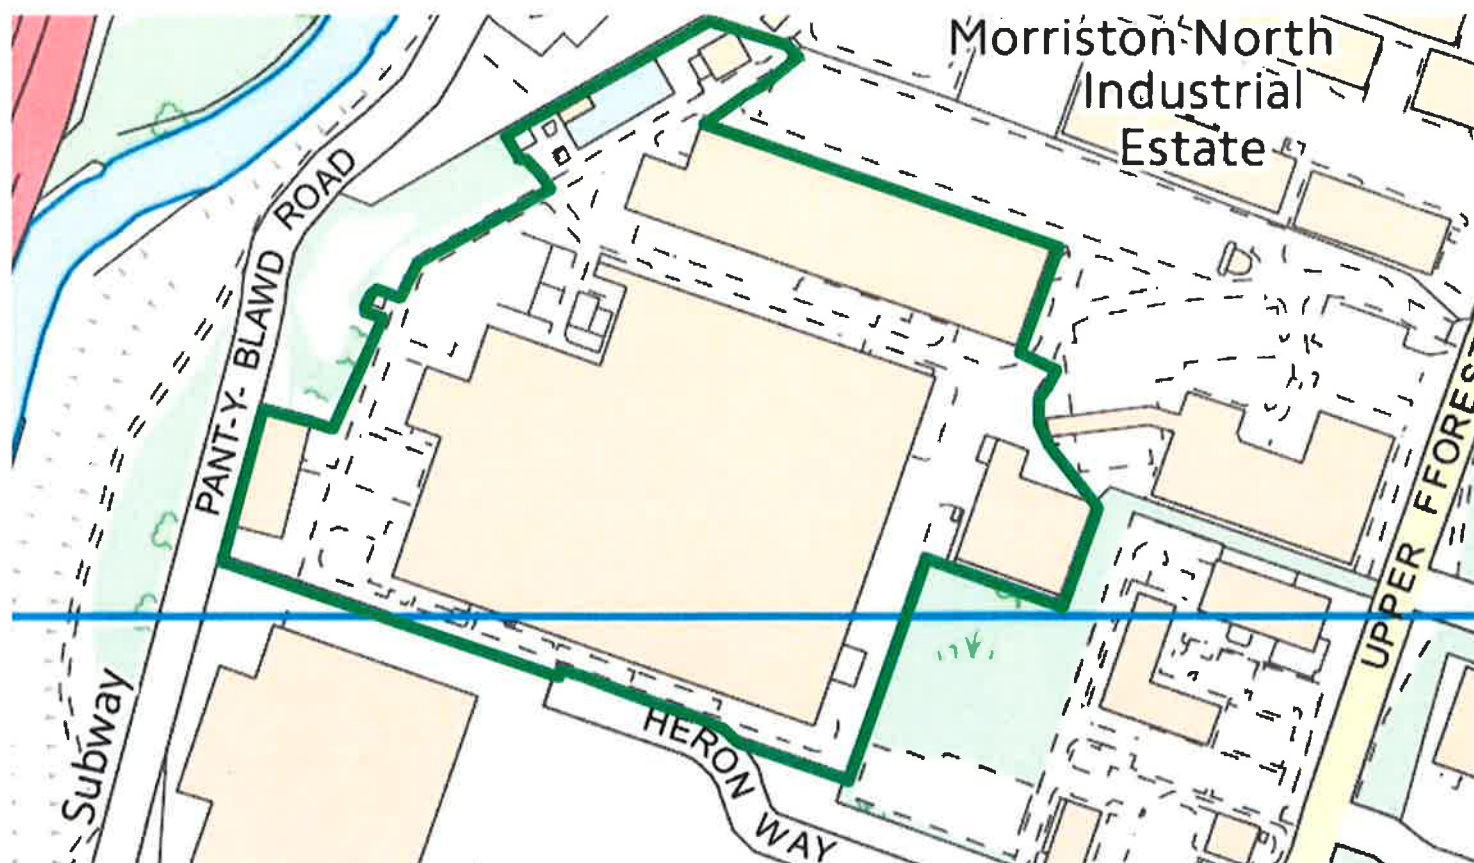 Morriston North
Industrial
Estate
PANT-Y-BLAWD ROAD
UPPER FFOREST
Subway
HERON WAY